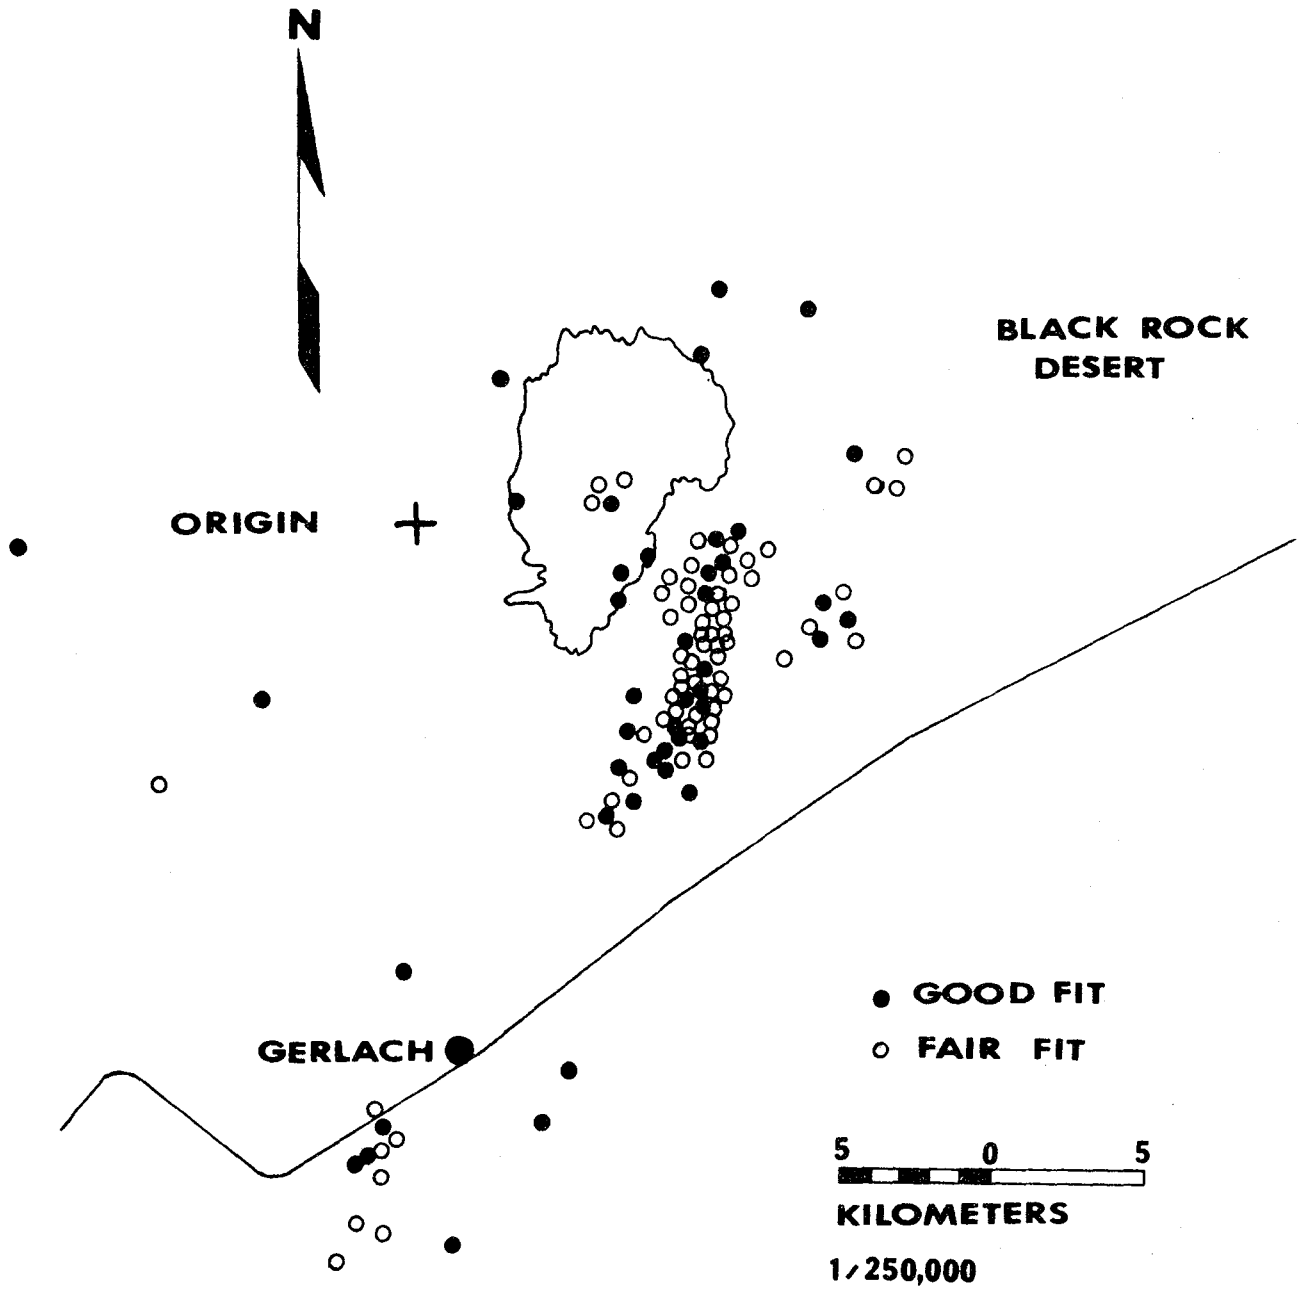 N
BLACK ROCK
DESERT
ORIGIN
GERLACH
GOOD FIT
FAIR FIT
5 0 5
KILOMETERS
1/250,000